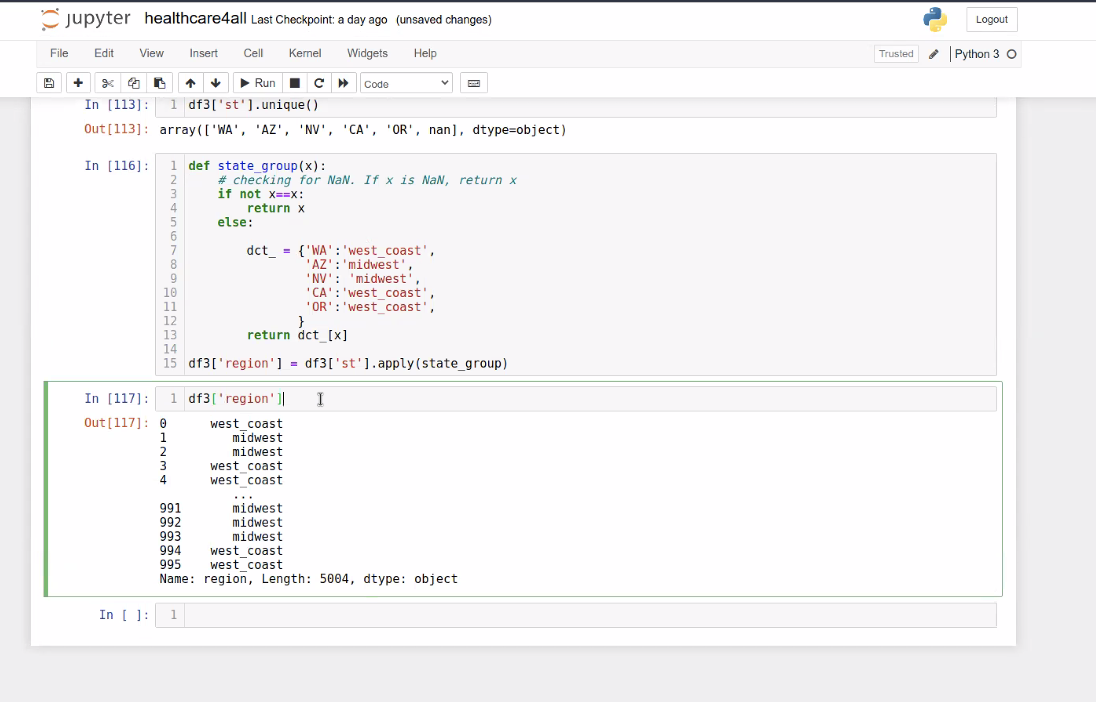 jupyter healthcare4all Last Checkpoint: a day ago (unsaved changes) Logout
File Edit View Insert Cell Kernel Widgets Help Trusted Python 3
Run Code
In [113]: 1 df3['st'].unique()
Out[113]: array(['WA', 'AZ', 'NV', 'CA', 'OR', nan], dtype=object)
In [116]: 1 def state_group(x):
2 # checking for NaN. If x is NaN, return x
3 if not x==x:
4 return x
5 else:
6
7 dct_ = {'WA':'west_coast',
8 'AZ':'midwest',
9 'NV': 'midwest',
10 'CA':'west_coast',
11 'OR':'west_coast',
12 }
13 return dct_[x]
14
15 df3['region'] = df3['st'].apply(state_group)
In [117]: 1 df3['region']
Out[117]: 0 west_coast
1 midwest
2 midwest
3 west_coast
4 west_coast
...
991 midwest
992 midwest
993 midwest
994 west_coast
995 west_coast
Name: region, Length: 5004, dtype: object
In [ ]: 1